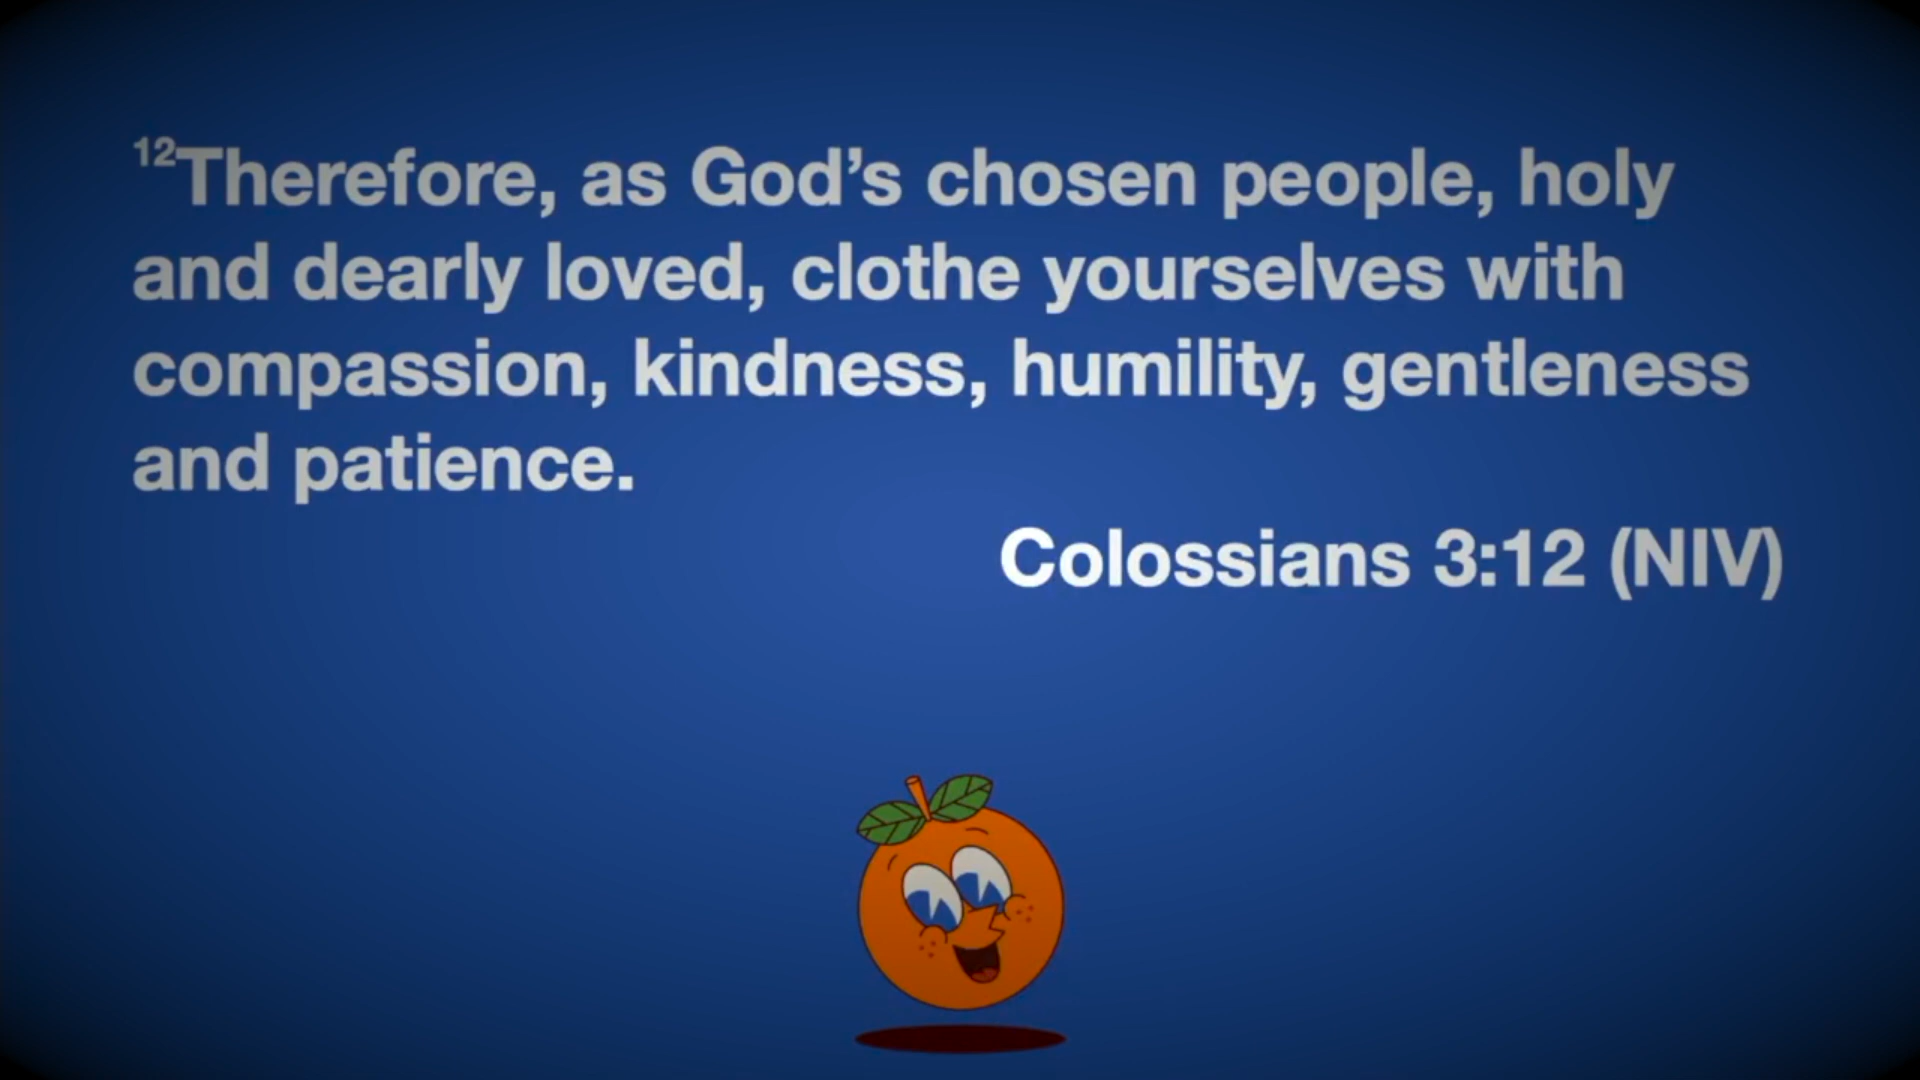 12Therefore, as God’s chosen people, holy
and dearly loved, clothe yourselves with
compassion, kindness, humility, gentleness
and patience.
Colossians 3:12 (NIV)